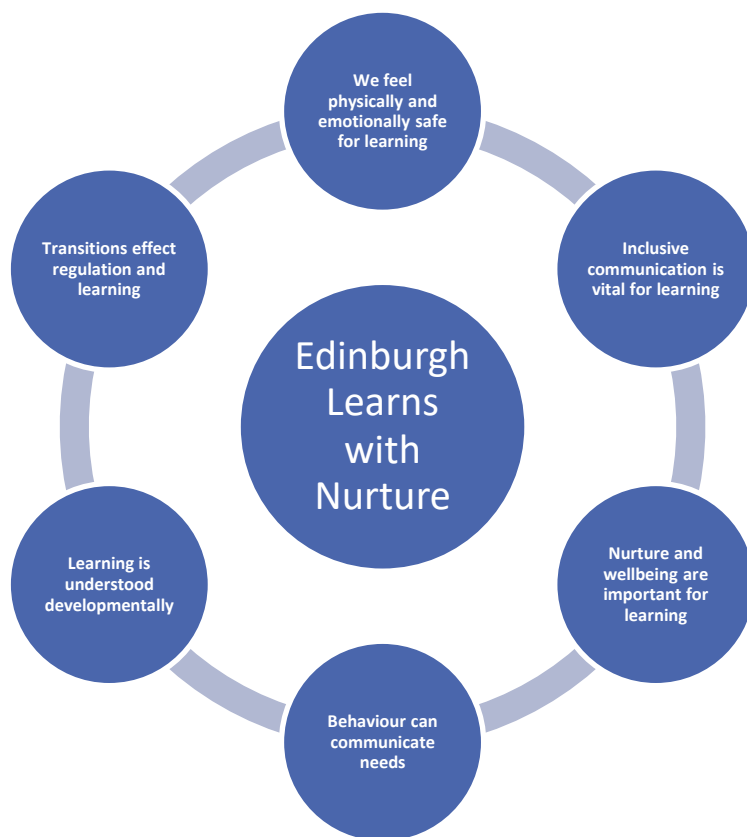 We feel
physically and
emotionally safe
for learning
Inclusive
communication is
vital for learning
Nurture and
wellbeing are
important for
learning
Behaviour can
communicate
needs
Learning is
understood
developmentally
Transitions effect
regulation and
learning
Edinburgh
Learns
with
Nurture